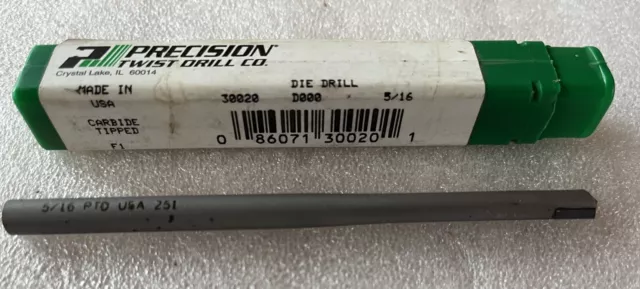 PRECISION
TWIST DRILL CO.
Crystal Lake, IL 60014
MADE IN
USA
CARBIDE
TIPPED
F1
DIE DRILL
30020 D000 5/16
0 86071 30020 1
5/16 PTD USA 251